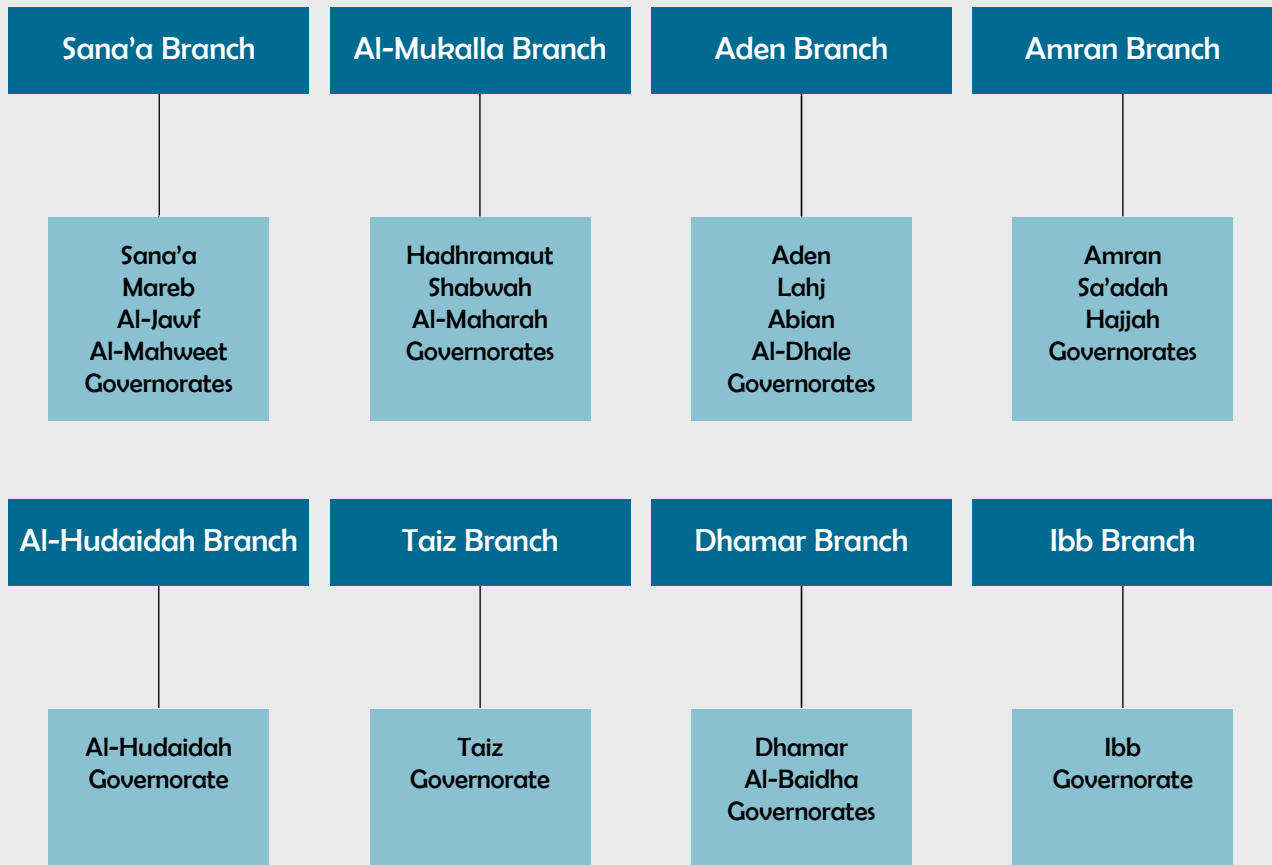 Sana’a Branch
Al-Mukalla Branch
Aden Branch
Amran Branch
Sana’a
Mareb
Al-Jawf
Al-Mahweet
Governorates
Hadhramaut
Shabwah
Al-Maharah
Governorates
Aden
Lahj
Abian
Al-Dhale
Governorates
Amran
Sa’adah
Hajjah
Governorates
Al-Hudaidah Branch
Taiz Branch
Dhamar Branch
Ibb Branch
Al-Hudaidah
Governorate
Taiz
Governorate
Dhamar
Al-Baidha
Governorates
Ibb
Governorate